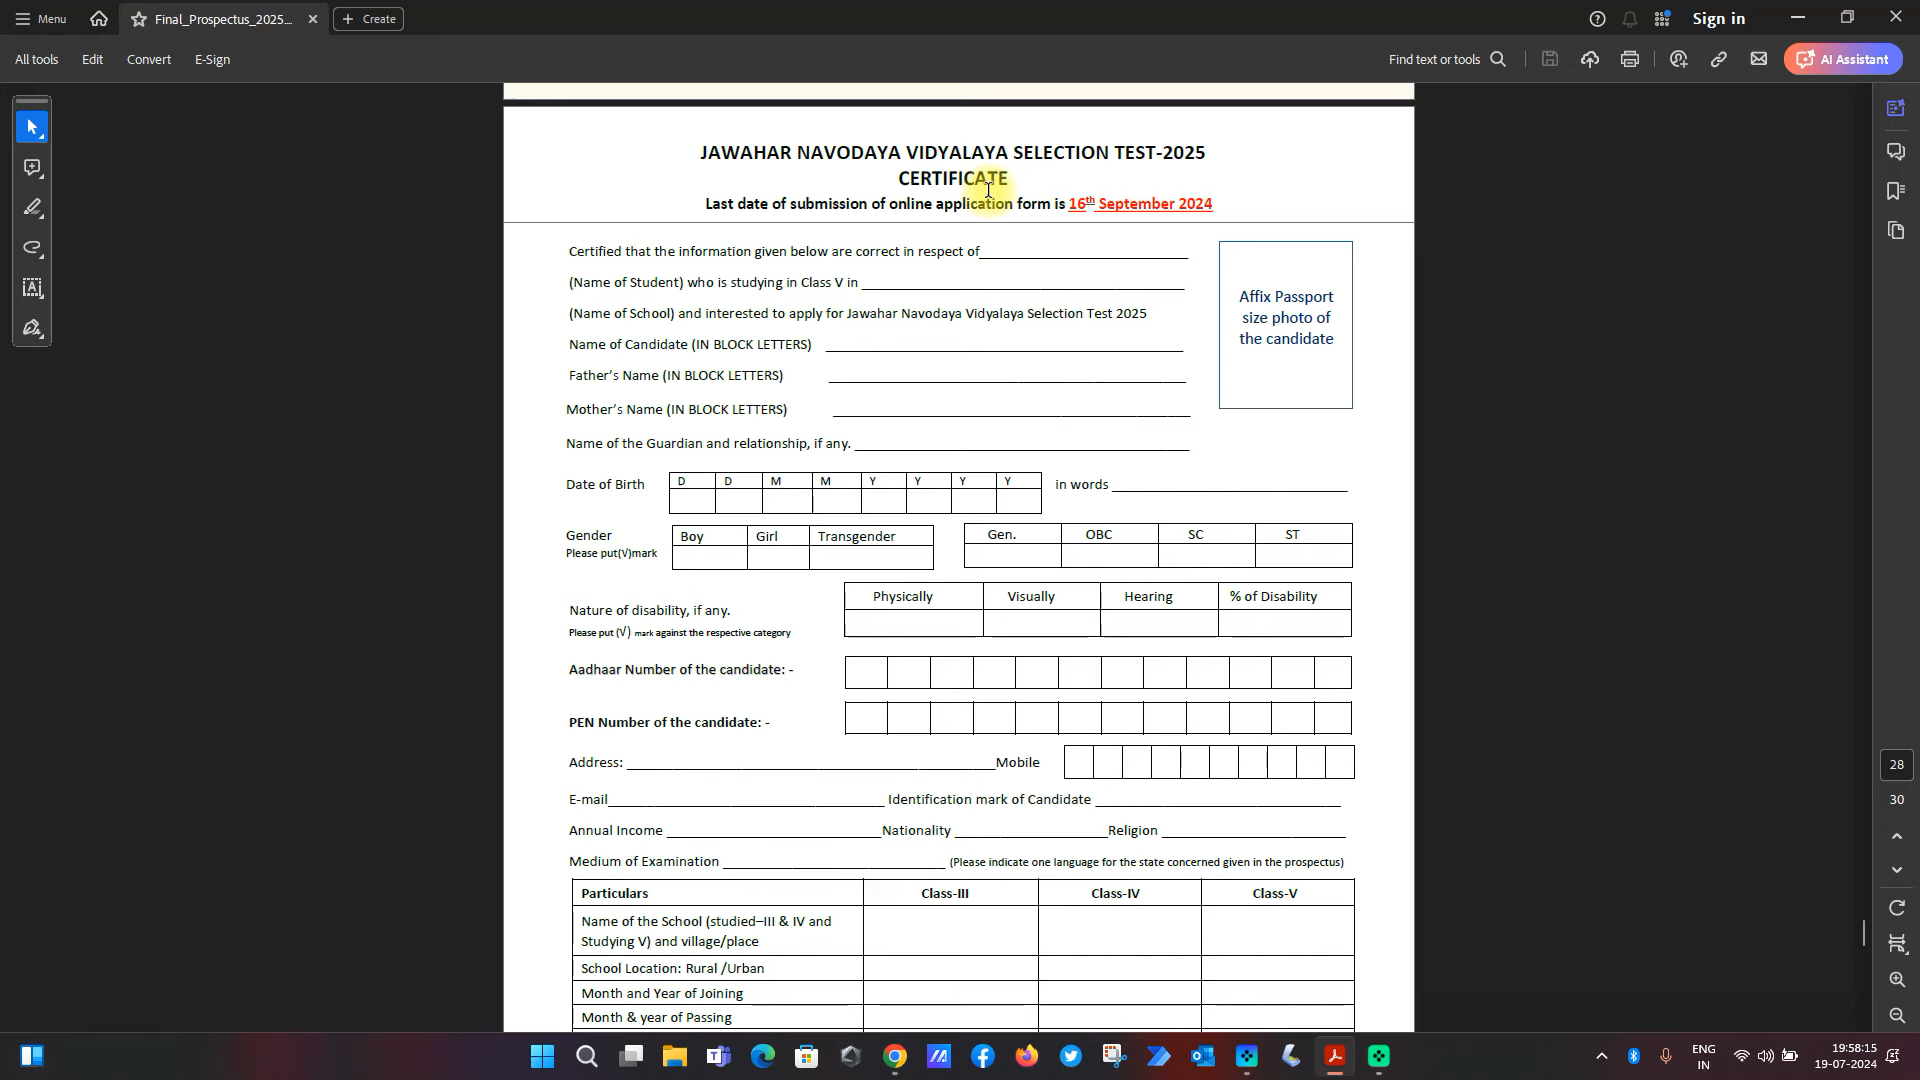 Menu
Final_Prospectus_2025...
Create
Sign in
All tools
Edit
Convert
E-Sign
Find text or tools
AI Assistant
JAWAHAR NAVODAYA VIDYALAYA SELECTION TEST-2025
CERTIFICATE
Last date of submission of online application form is 16th September 2024
Certified that the information given below are correct in respect of
(Name of Student) who is studying in Class V in
(Name of School) and interested to apply for Jawahar Navodaya Vidyalaya Selection Test 2025
Affix Passport
size photo of
the candidate
Name of Candidate (IN BLOCK LETTERS)
Father's Name (IN BLOCK LETTERS)
Mother's Name (IN BLOCK LETTERS)
Name of the Guardian and relationship, if any.
Date of Birth D D M M Y Y Y Y in words
Gender
Please put(√)mark
Boy Girl Transgender
Gen. OBC SC ST
Nature of disability, if any.
Please put (√) mark against the respective category
Physically Visually Hearing % of Disability
Aadhaar Number of the candidate: -
PEN Number of the candidate: -
Address: Mobile
E-mail Identification mark of Candidate
Annual Income Nationality Religion
Medium of Examination (Please indicate one language for the state concerned given in the prospectus)
Particulars Class-III Class-IV Class-V
Name of the School (studied–III & IV and
Studying V) and village/place
School Location: Rural /Urban
Month and Year of Joining
Month & year of Passing
28
30
ENG
IN
19:58:15
19-07-2024